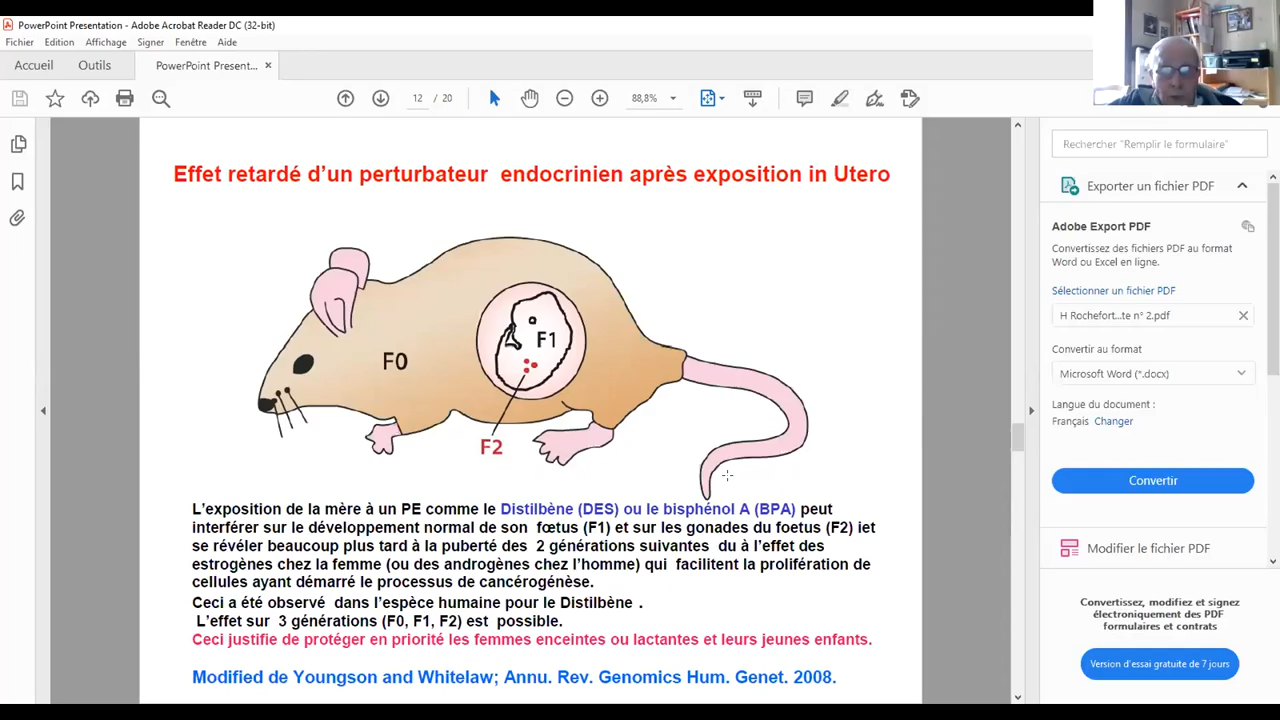 PowerPoint Presentation - Adobe Acrobat Reader DC (32-bit)
Fichier Edition Affichage Signer Fenêtre Aide
Accueil Outils PowerPoint Present... ×
12 / 20 88,8%
Rechercher "Remplir le formulaire"
Exporter un fichier PDF
Adobe Export PDF
Convertissez des fichiers PDF au format
Word ou Excel en ligne.
Sélectionner un fichier PDF
H Rochefort...te n° 2.pdf
Convertir au format
Microsoft Word (*.docx)
Langue du document :
Français Changer
Convertir
Modifier le fichier PDF
Convertissez, modifiez et signez
électroniquement des PDF
formulaires et contrats
Version d'essai gratuite de 7 jours
Effet retardé d'un perturbateur endocrinien après exposition in Utero
F0
F1
F2
L'exposition de la mère à un PE comme le Distilbène (DES) ou le bisphénol A (BPA) peut
interférer sur le développement normal de son fœtus (F1) et sur les gonades du foetus (F2) iet
se révéler beaucoup plus tard à la puberté des 2 générations suivantes du à l'effet des
estrogènes chez la femme (ou des androgènes chez l'homme) qui facilitent la prolifération de
cellules ayant démarré le processus de cancérogénèse.
Ceci a été observé dans l'espèce humaine pour le Distilbène .
L'effet sur 3 générations (F0, F1, F2) est possible.
Ceci justifie de protéger en priorité les femmes enceintes ou lactantes et leurs jeunes enfants.
Modified de Youngson and Whitelaw; Annu. Rev. Genomics Hum. Genet. 2008.